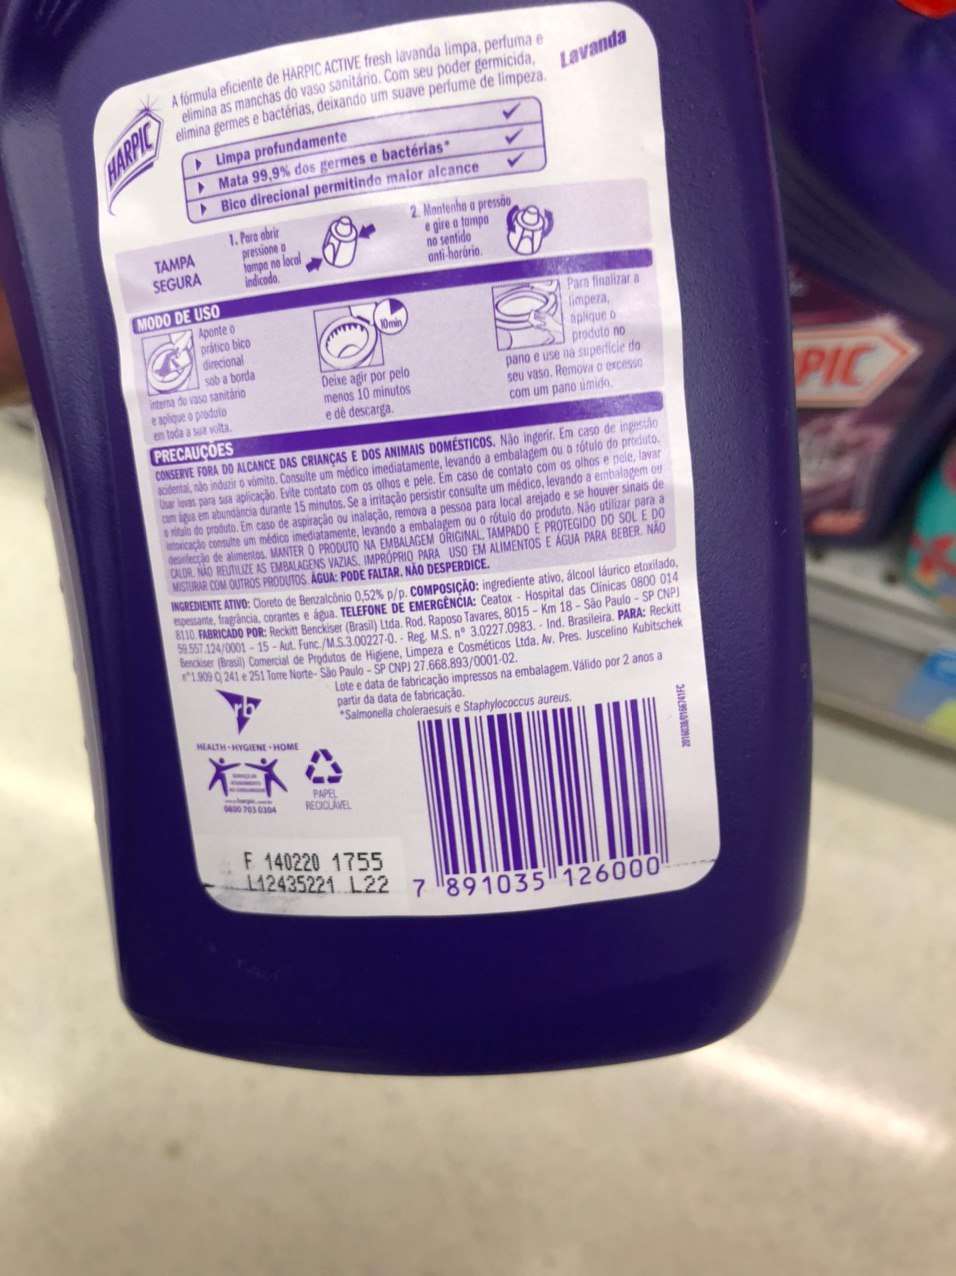 A fórmula eficiente de HARPIC ACTIVE fresh lavanda limpa, perfuma e
elimina as manchas do vaso sanitário. Com seu poder germicida,
elimina germes e bactérias, deixando um suave perfume de limpeza.
Lavanda
HARPIC
Limpa profundamente
Mata 99,9% dos germes e bactérias*
Bico direcional permitindo maior alcance
TAMPA
SEGURA
1. Para abrir
pressione a
tampa no local
indicado.
2. Mantenha a pressão
e gire a tampa
no sentido
anti-horário.
MODO DE USO
Aponte o
prático bico
direcional
sob a borda
interna do vaso sanitário
e aplique o produto
em toda a sua volta.
10min
Deixe agir por pelo
menos 10 minutos
e dê descarga.
Para finalizar a
limpeza,
aplique o
produto no
pano e use na superfície do
seu vaso. Remova o excesso
com um pano úmido.
PRECAUÇÕES
CONSERVE FORA DO ALCANCE DAS CRIANÇAS E DOS ANIMAIS DOMÉSTICOS. Não ingerir. Em caso de ingestão
acidental, não induzir o vômito. Consulte um médico imediatamente, levando a embalagem ou o rótulo do produto.
Usar luvas para sua aplicação. Evite contato com os olhos e pele. Em caso de contato com os olhos e pele, lavar
com água em abundância durante 15 minutos. Se a irritação persistir consulte um médico, levando a embalagem ou
o rótulo do produto. Em caso de aspiração ou inalação, remova a pessoa para local arejado e se houver sinais de
intoxicação consulte um médico imediatamente, levando a embalagem ou o rótulo do produto. Não utilizar para a
desinfecção de alimentos. MANTER O PRODUTO NA EMBALAGEM ORIGINAL, TAMPADO E PROTEGIDO DO SOL E DO
CALOR. NÃO REUTILIZE AS EMBALAGENS VAZIAS. IMPRÓPRIO PARA USO EM ALIMENTOS E ÁGUA PARA BEBER. NÃO
MISTURAR COM OUTROS PRODUTOS. ÁGUA: PODE FALTAR. NÃO DESPERDICE.
INGREDIENTE ATIVO: Cloreto de Benzalcônio 0,52% p/p. COMPOSIÇÃO: ingrediente ativo, álcool láurico etoxilado,
espessante, fragrância, corantes e água. TELEFONE DE EMERGÊNCIA: Ceatox - Hospital das Clínicas 0800 014
8110. FABRICADO POR: Reckitt Benckiser (Brasil) Ltda. Rod. Raposo Tavares, 8015 - Km 18 - São Paulo - SP CNPJ
59.557.124/0001 - 15 - Aut. Func./M.S.3.00227-0. - Reg. M.S. nº 3.0227.0983. - Ind. Brasileira. PARA: Reckitt
Benckiser (Brasil) Comercial de Produtos de Higiene, Limpeza e Cosméticos Ltda. Av. Pres. Juscelino Kubitschek
nº1.909 Cj 241 e 251 Torre Norte- São Paulo - SP CNPJ 27.668.893/0001-02.
Lote e data de fabricação impressos na embalagem. Válido por 2 anos a
partir da data de fabricação.
*Salmonella choleraesuis e Staphylococcus aureus.
rb
HEALTH • HYGIENE • HOME
SERVIÇO DE
ATENDIMENTO
AO CONSUMIDOR
www.harpic.com.br
0800 703 0304
PAPEL
RECICLÁVEL
F 140220 1755
L12435221 L22
7 891035 126000
PIC